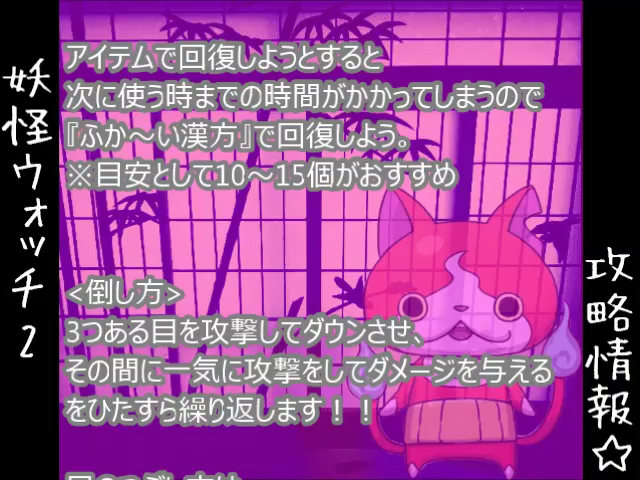 妖怪ウォッチ2
アイテムで回復しようとすると
次に使う時までの時間がかかってしまうので
『ふか～い漢方』で回復しよう。
※目安として10～15個がおすすめ
<倒し方>
3つある目を攻撃してダウンさせ、
その間に一気に攻撃をしてダメージを与える
をひたすら繰り返します！！
攻略情報☆